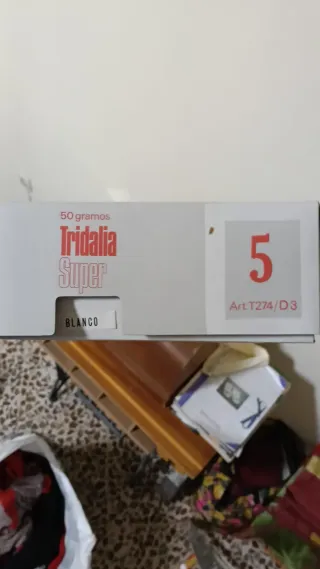 50 gramos
Tridalia
Super
BLANCO
5
Art. T274/D3